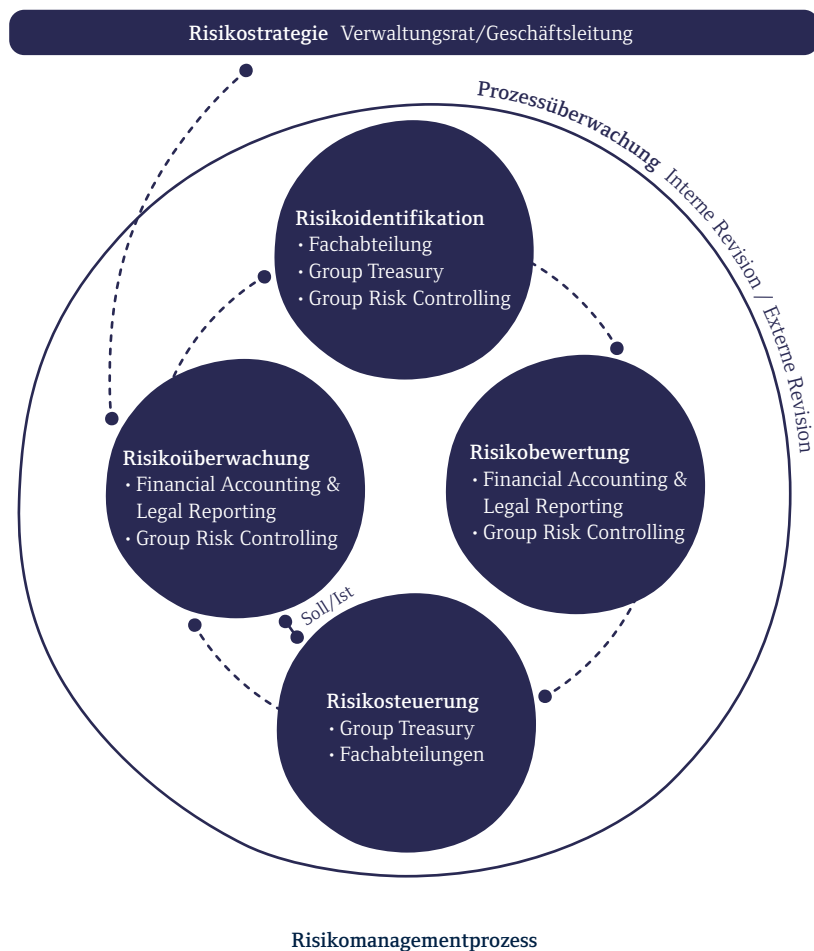 Risikostrategie Verwaltungsrat/Geschäftsleitung
Prozessüberwachung Interne Revision / Externe Revision
Risikoidentifikation
· Fachabteilung
· Group Treasury
· Group Risk Controlling
Risikoüberwachung
· Financial Accounting &
Legal Reporting
· Group Risk Controlling
Risikobewertung
· Financial Accounting &
Legal Reporting
· Group Risk Controlling
Soll/Ist
Risikosteuerung
· Group Treasury
· Fachabteilungen
Risikomanagementprozess